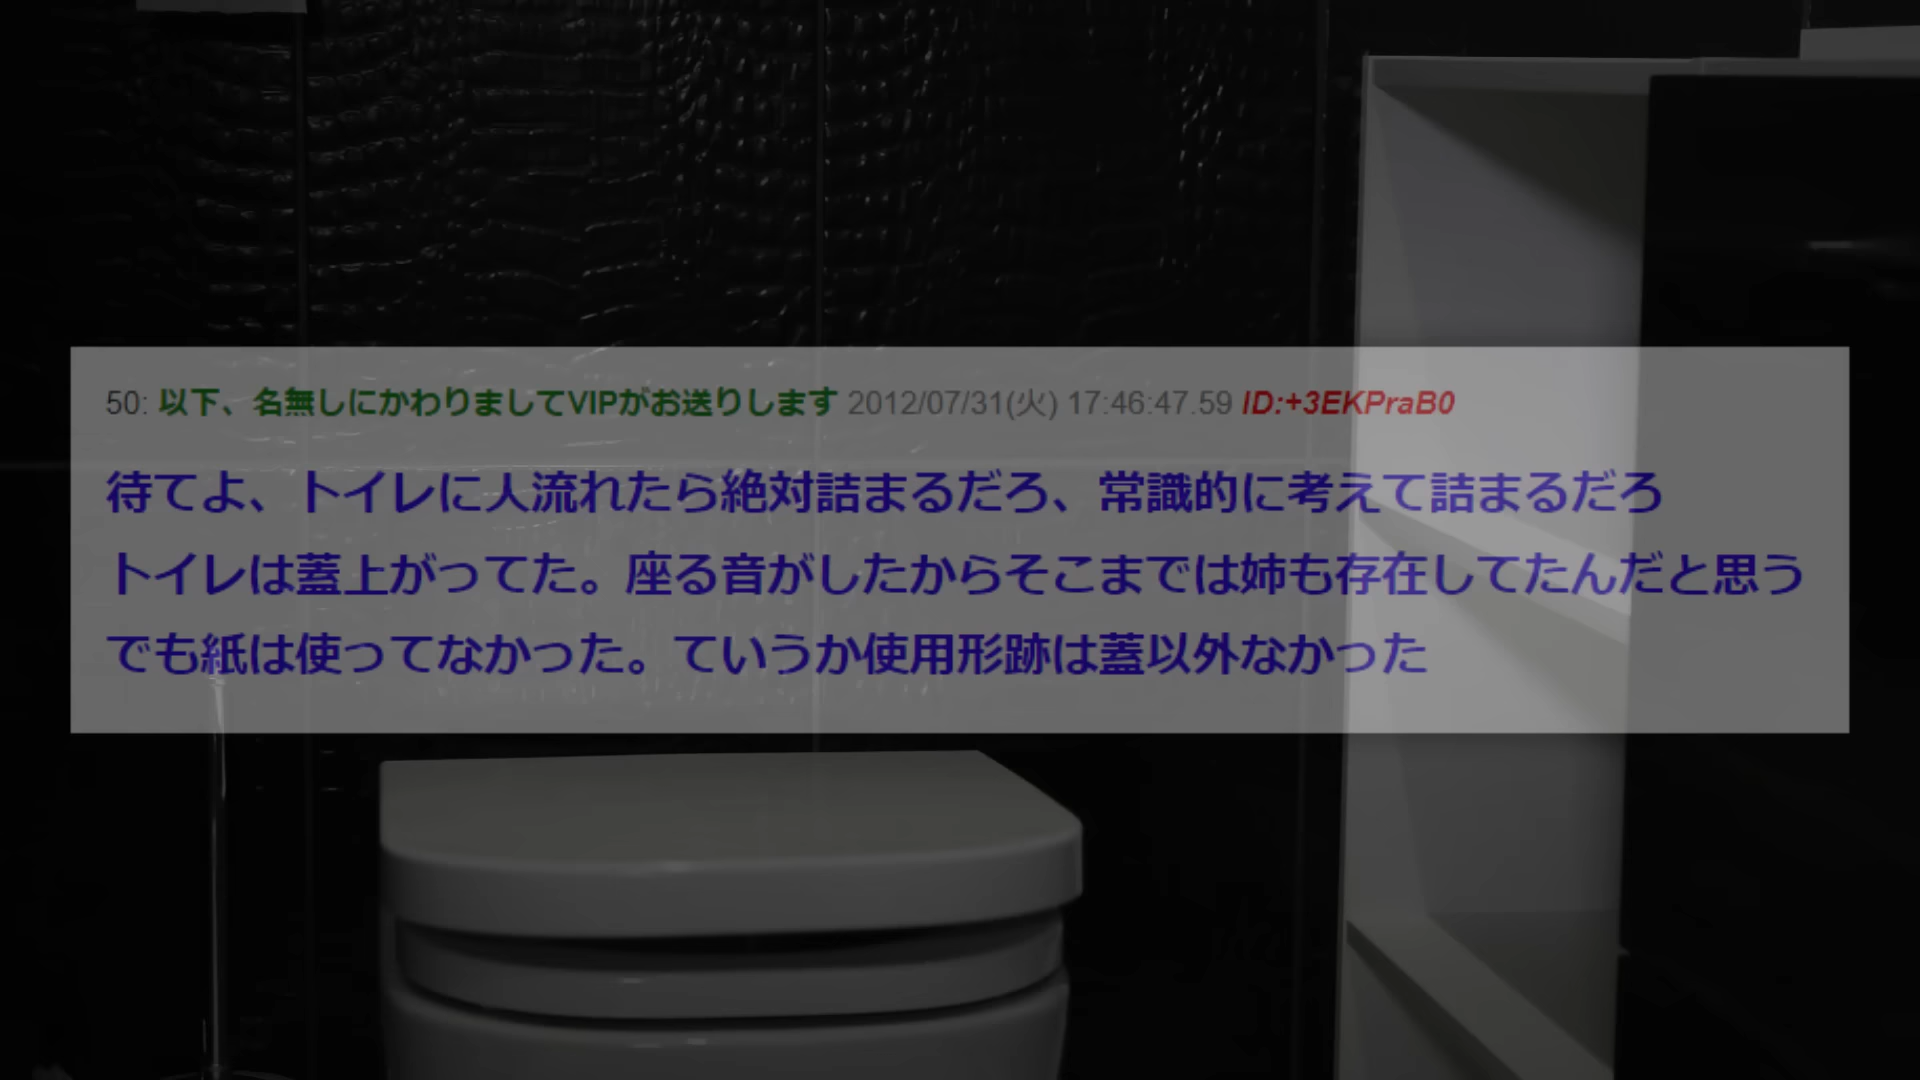 50: 以下、名無しにかわりましてVIPがお送りします 2012/07/31(火) 17:46:47.59 ID:+3EKPraB0
待てよ、トイレに人流れたら絶対詰まるだろ、常識的に考えて詰まるだろ
トイレは蓋上がってた。座る音がしたからそこまでは姉も存在してたんだと思う
でも紙は使ってなかった。ていうか使用形跡は蓋以外なかった